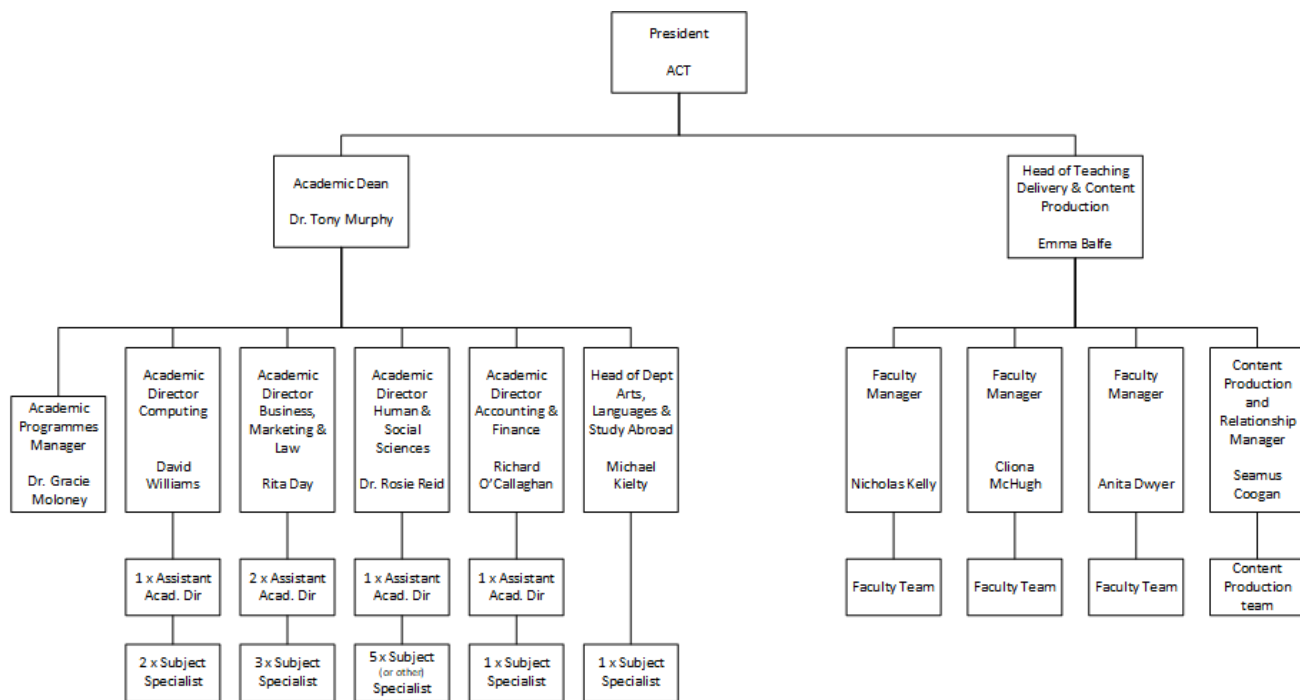 President
ACT
Academic Dean
Dr. Tony Murphy
Head of Teaching
Delivery & Content
Production
Emma Balfe
Academic
Programmes
Manager
Dr. Gracie
Moloney
Academic
Director
Computing
David
Williams
Academic
Director
Business,
Marketing &
Law
Rita Day
Academic
Director
Human &
Social
Sciences
Dr. Rosie Reid
Academic
Director
Accounting &
Finance
Richard
O'Callaghan
Head of Dept
Arts,
Languages &
Study Abroad
Michael
Kielty
Faculty
Manager
Nicholas Kelly
Faculty
Manager
Cliona
McHugh
Faculty
Manager
Anita Dwyer
Content
Production
and
Relationship
Manager
Seamus
Coogan
1 x Assistant
Acad. Dir
2 x Assistant
Acad. Dir
1 x Assistant
Acad. Dir
1 x Assistant
Acad. Dir
Faculty Team
Faculty Team
Faculty Team
Content
Production
team
2 x Subject
Specialist
3 x Subject
Specialist
5 x Subject
(or other)
Specialist
1 x Subject
Specialist
1 x Subject
Specialist